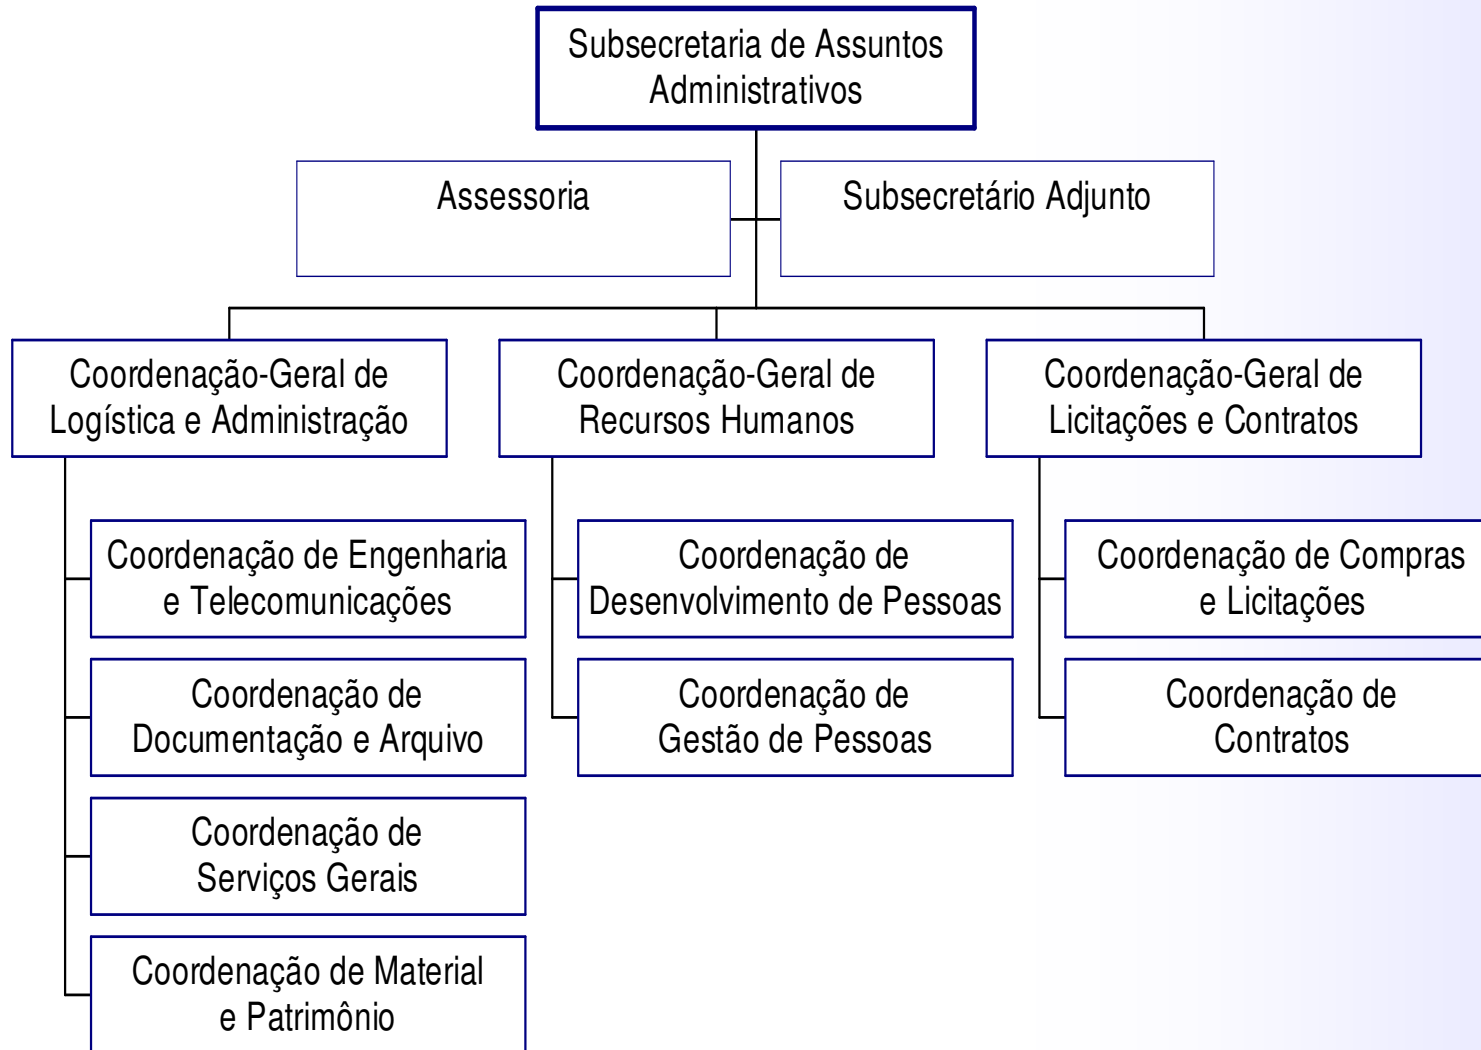 Subsecretaria de Assuntos
Administrativos
Assessoria
Subsecretário Adjunto
Coordenação-Geral de
Logística e Administração
Coordenação-Geral de
Recursos Humanos
Coordenação-Geral de
Licitações e Contratos
Coordenação de Engenharia
e Telecomunicações
Coordenação de
Documentação e Arquivo
Coordenação de
Serviços Gerais
Coordenação de Material
e Patrimônio
Coordenação de
Desenvolvimento de Pessoas
Coordenação de
Gestão de Pessoas
Coordenação de Compras
e Licitações
Coordenação de
Contratos